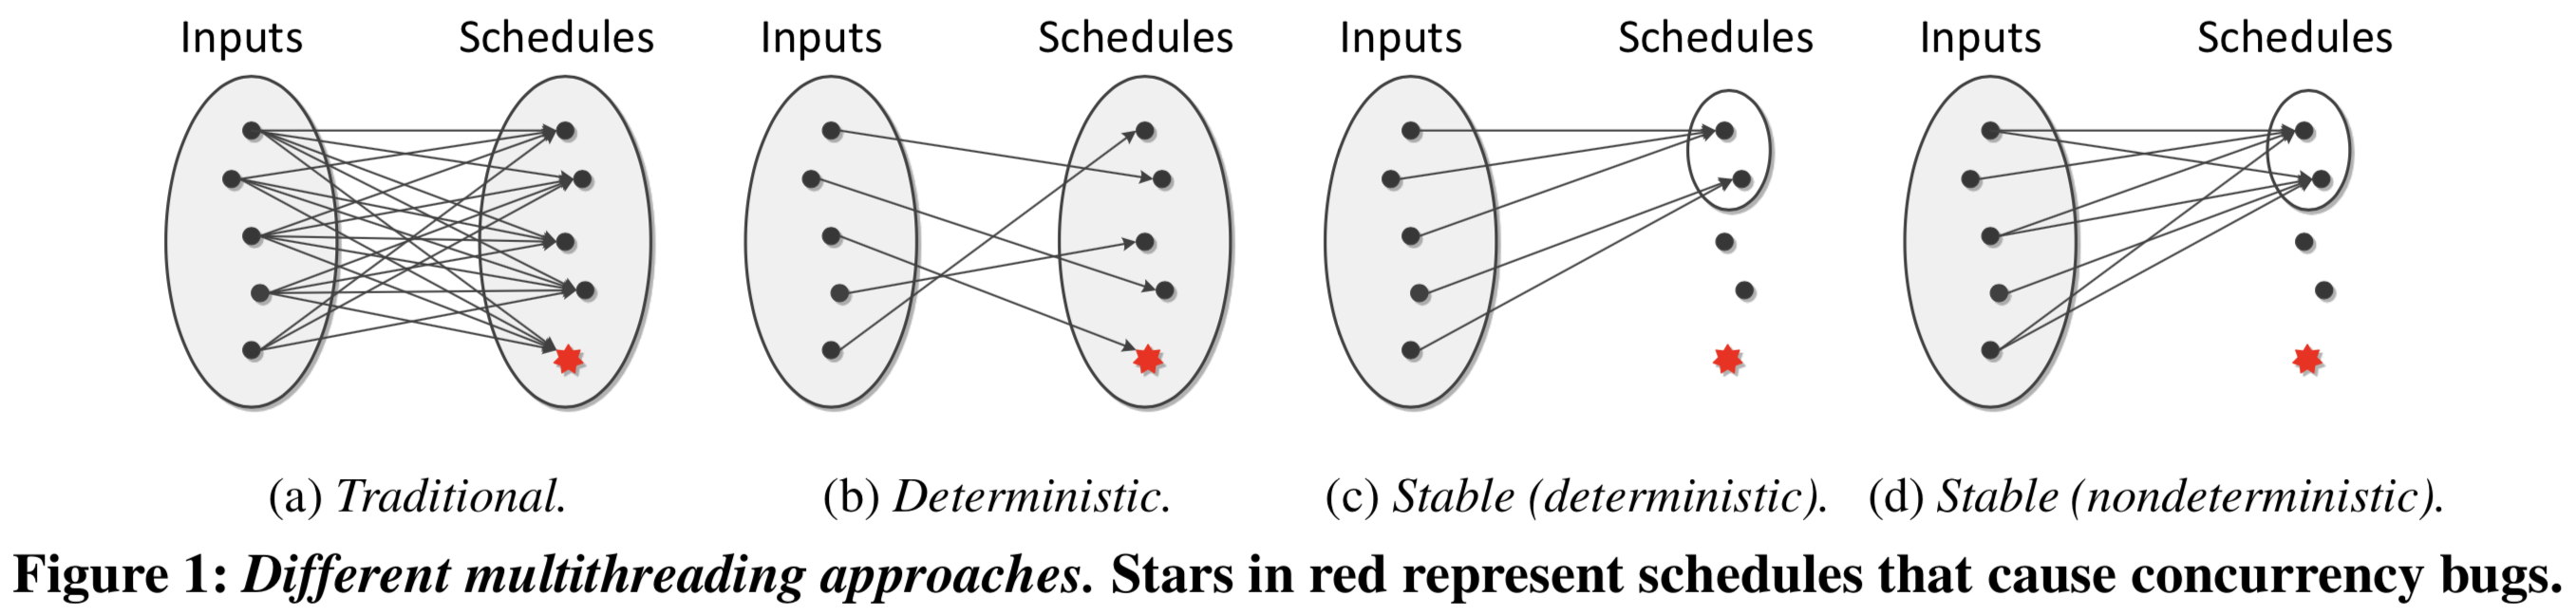 Inputs Schedules Inputs Schedules Inputs Schedules Inputs Schedules
(a) Traditional. (b) Deterministic. (c) Stable (deterministic). (d) Stable (nondeterministic).
Figure 1: Different multithreading approaches. Stars in red represent schedules that cause concurrency bugs.